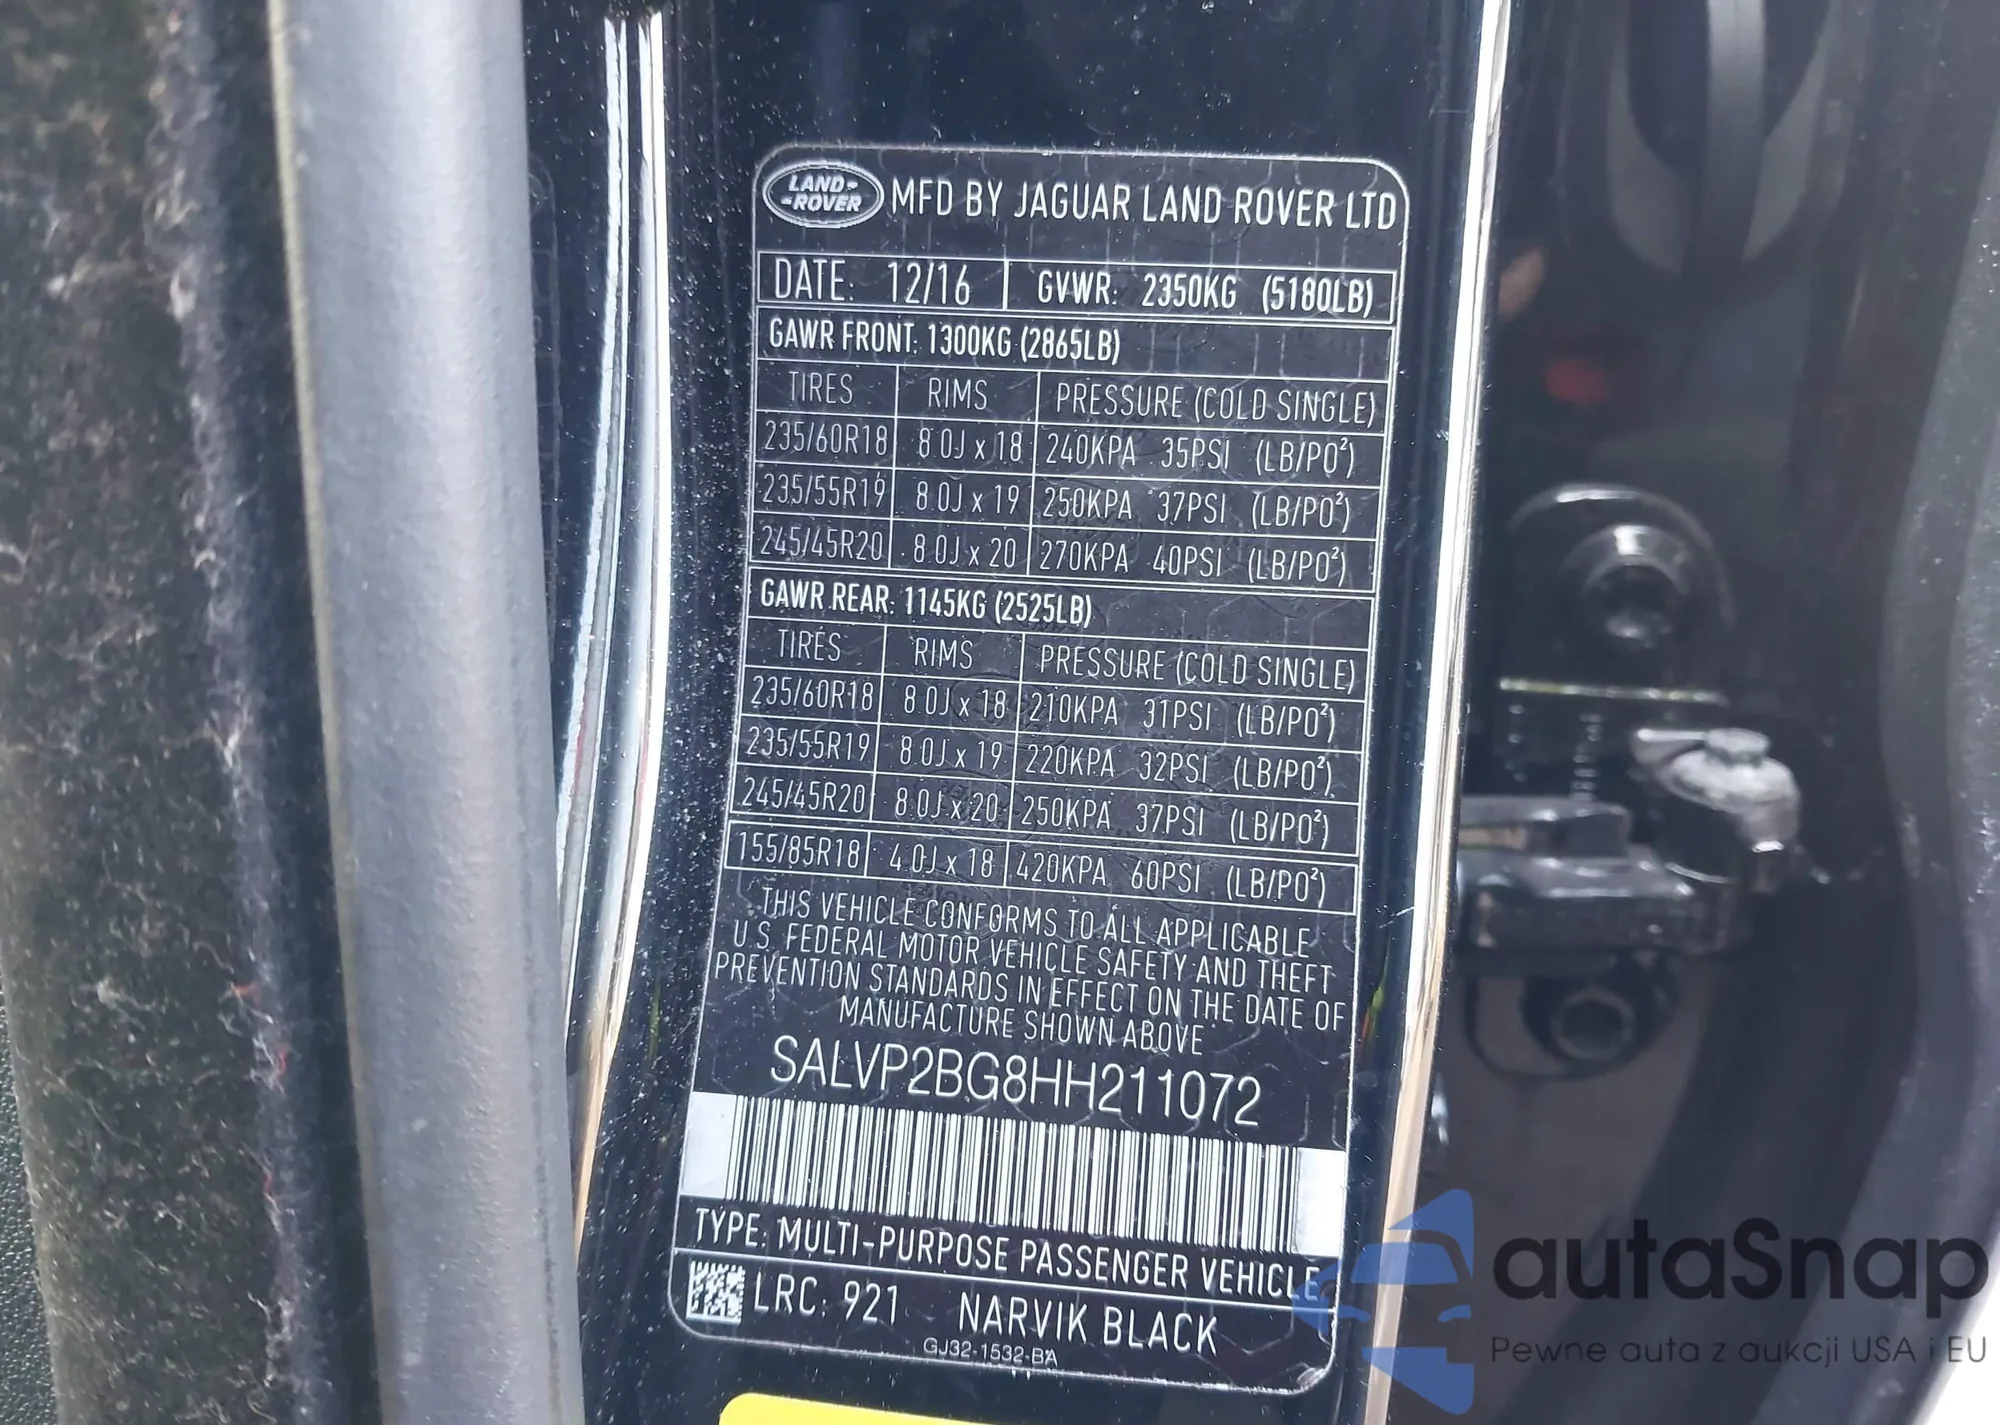 LAND-
-ROVER
MFD BY JAGUAR LAND ROVER LTD
DATE: 12/16 GVWR: 2350KG (5180LB)
GAWR FRONT: 1300KG (2865LB)
TIRES RIMS PRESSURE (COLD SINGLE)
235/60R18 8.0J x 18 240KPA 35PSI (LB/PO²)
235/55R19 8.0J x 19 250KPA 37PSI (LB/PO²)
245/45R20 8.0J x 20 270KPA 40PSI (LB/PO²)
GAWR REAR: 1145KG (2525LB)
TIRES RIMS PRESSURE (COLD SINGLE)
235/60R18 8.0J x 18 210KPA 31PSI (LB/PO²)
235/55R19 8.0J x 19 220KPA 32PSI (LB/PO²)
245/45R20 8.0J x 20 250KPA 37PSI (LB/PO²)
155/85R18 4.0J x 18 420KPA 60PSI (LB/PO²)
THIS VEHICLE CONFORMS TO ALL APPLICABLE
U.S. FEDERAL MOTOR VEHICLE SAFETY AND THEFT
PREVENTION STANDARDS IN EFFECT ON THE DATE OF
MANUFACTURE SHOWN ABOVE
SALVP2BG8HH211072
TYPE: MULTI-PURPOSE PASSENGER VEHICLE
LRC: 921 NARVIK BLACK
GJ32-1532-BA
autaSnap
Pewne auta z aukcji USA i EU